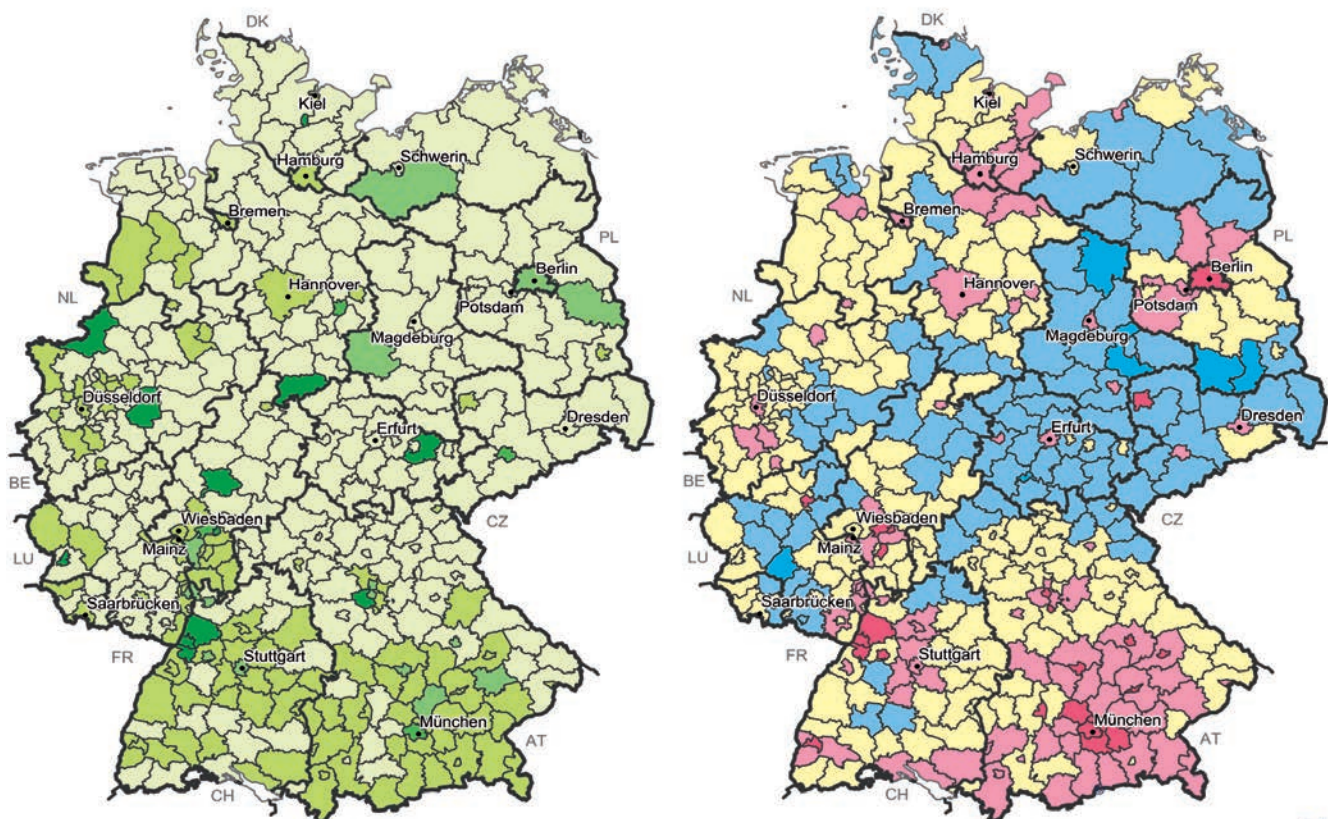 DK
Kiel
Hamburg
Schwerin
Bremen
PL
Berlin
Hannover
NL
Potsdam
Magdeburg
Düsseldorf
Erfurt
Dresden
BE
Wiesbaden
CZ
Mainz
LU
Saarbrücken
FR
Stuttgart
München
AT
CH
DK
Kiel
Hamburg
Schwerin
Bremen
PL
Berlin
Hannover
NL
Potsdam
Magdeburg
Düsseldorf
Erfurt
Dresden
BE
Wiesbaden
CZ
Mainz
LU
Saarbrücken
FR
Stuttgart
München
AT
CH